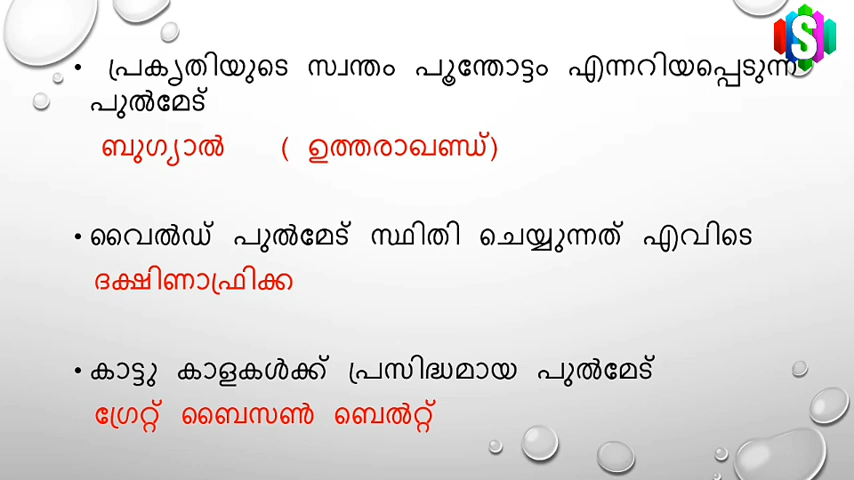 • പ്രകൃതിയുടെ സ്വന്തം പൂന്തോട്ടം എന്നറിയപ്പെടുന്ന
പുൽമേട്
ബുഗ്യാൽ ( ഉത്തരാഖണ്ഡ്)
• വൈൽഡ് പുൽമേട് സ്ഥിതി ചെയ്യുന്നത് എവിടെ
ദക്ഷിണാഫ്രിക്ക
• കാട്ടു കാളകൾക്ക് പ്രസിദ്ധമായ പുൽമേട്
ഗ്രേറ്റ് ബൈസൺ ബെൽറ്റ്
S